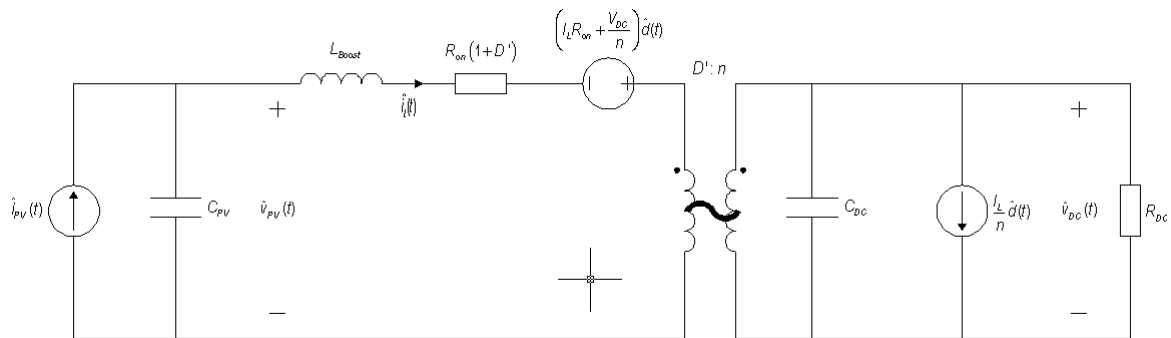 (I_L R_on + V_DC/n) d̂(t)
L_Boost
R_on(1+D')
D':n
î_L(t)
+
+
î_PV(t)
C_PV
v̂_PV(t)
C_DC
I_L/n d̂(t)
v̂_DC(t)
R_DC
−
−